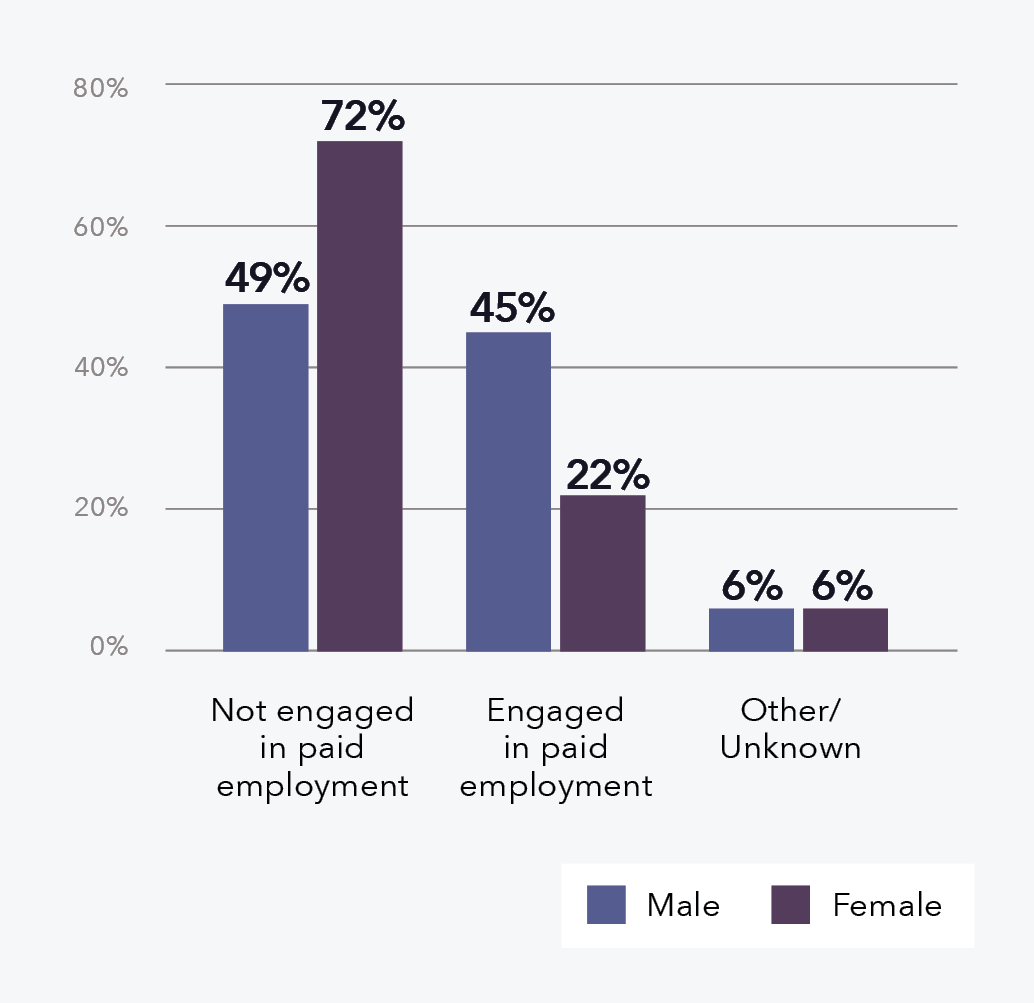 80%
72%
60%
49%
45%
40%
22%
20%
6% 6%
0%
Not engaged
in paid
employment
Engaged
in paid
employment
Other/
Unknown
Male Female